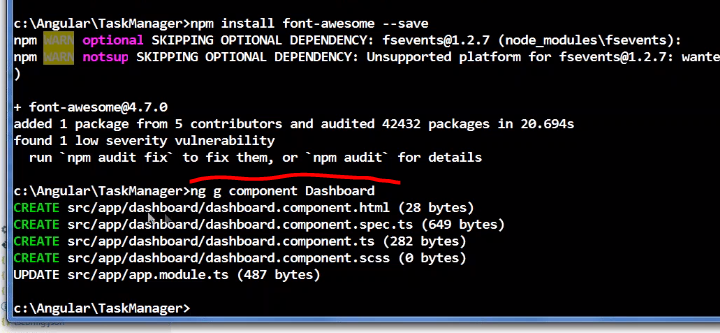 c:\Angular\TaskManager>npm install font-awesome --save
npm WARN optional SKIPPING OPTIONAL DEPENDENCY: fsevents@1.2.7 (node_modules\fsevents):
npm WARN notsup SKIPPING OPTIONAL DEPENDENCY: Unsupported platform for fsevents@1.2.7: wante
)
+ font-awesome@4.7.0
added 1 package from 5 contributors and audited 42432 packages in 20.694s
found 1 low severity vulnerability
run `npm audit fix` to fix them, or `npm audit` for details
c:\Angular\TaskManager>ng g component Dashboard
CREATE src/app/dashboard/dashboard.component.html (28 bytes)
CREATE src/app/dashboard/dashboard.component.spec.ts (649 bytes)
CREATE src/app/dashboard/dashboard.component.ts (282 bytes)
CREATE src/app/dashboard/dashboard.component.scss (0 bytes)
UPDATE src/app/app.module.ts (487 bytes)
c:\Angular\TaskManager>